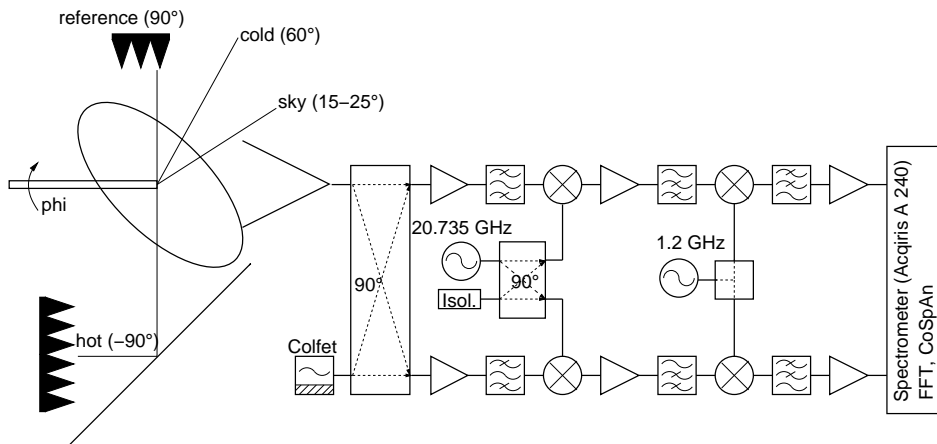 reference (90°)
cold (60°)
sky (15–25°)
phi
hot (–90°)
Colfet
90°
20.735 GHz
Isol.
90°
1.2 GHz
Spectrometer (Acqiris A 240)
FFT, CoSpAn